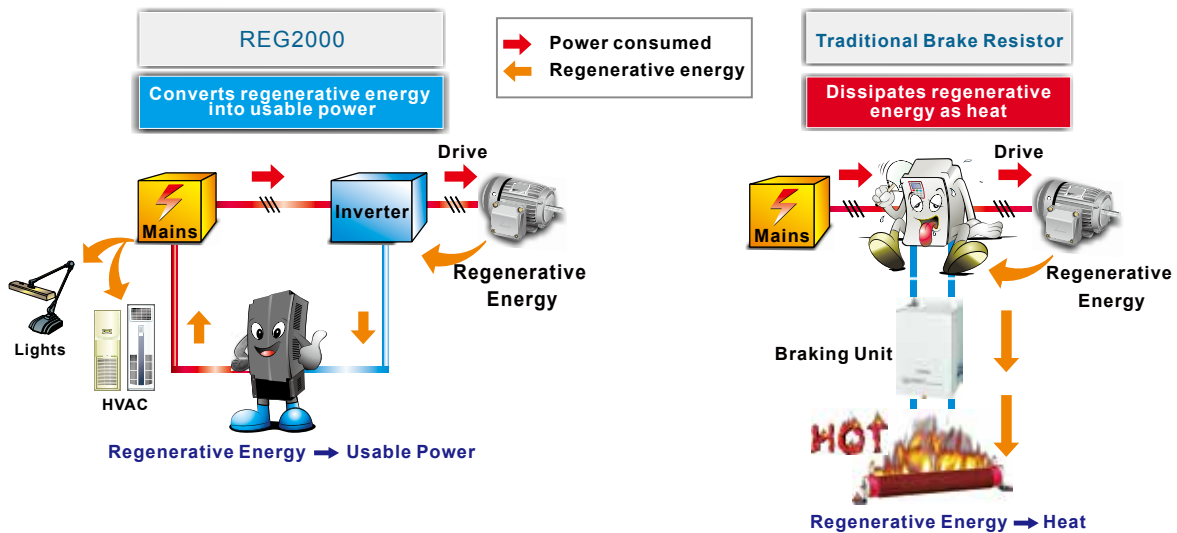 REG2000
Converts regenerative energy
into usable power
Power consumed
Regenerative energy
Traditional Brake Resistor
Dissipates regenerative
energy as heat
Drive
Mains
Inverter
Regenerative
Energy
Lights
HVAC
Regenerative Energy → Usable Power
Drive
Mains
Regenerative
Energy
Braking Unit
HOT
Regenerative Energy → Heat